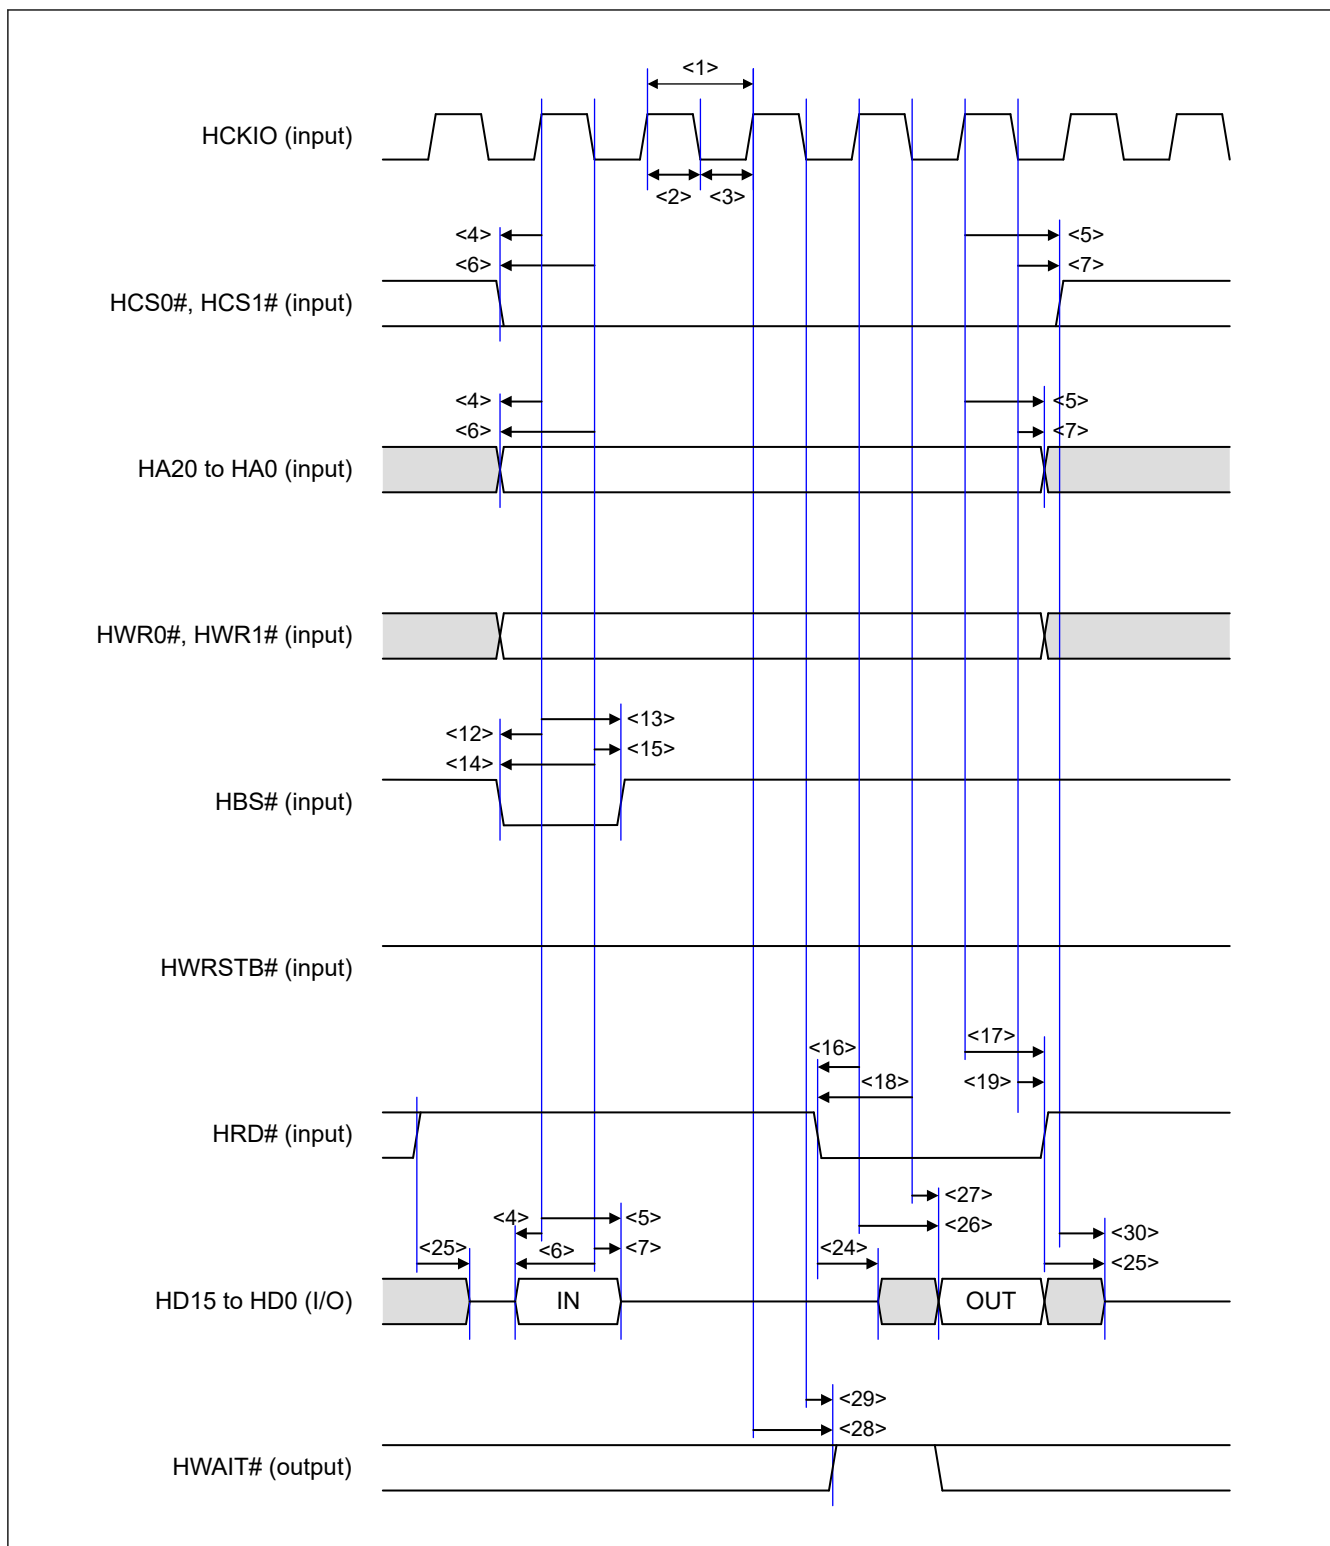 <1>
HCKIO (input)
<2> <3>
<4> <5>
<6> <7>
HCS0#, HCS1# (input)
<4> <5>
<6> <7>
HA20 to HA0 (input)
HWR0#, HWR1# (input)
<13>
<12>
<15>
<14>
HBS# (input)
HWRSTB# (input)
<17>
<16>
<19>
<18>
HRD# (input)
<27>
<4> <5> <26>
<25> <6> <7> <24> <30>
<25>
HD15 to HD0 (I/O) IN OUT
<29>
<28>
HWAIT# (output)